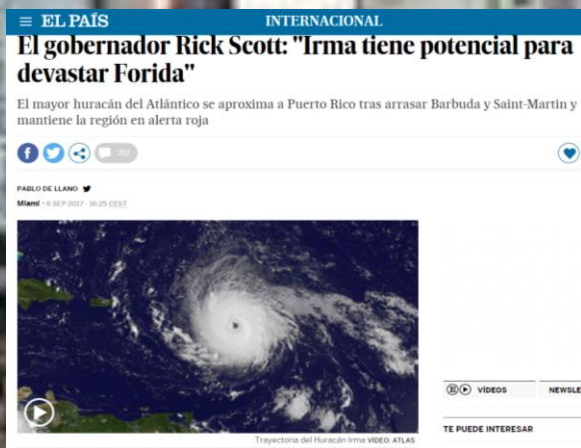 EL PAÍS
INTERNACIONAL
El gobernador Rick Scott: "Irma tiene potencial para
devastar Forida"
El mayor huracán del Atlántico se aproxima a Puerto Rico tras arrasar Barbuda y Saint-Martin y
mantiene la región en alerta roja
212
PABLO DE LLANO
Miami - 6 SEP 2017 - 16:25 CEST
Trayectoria del Huracán Irma VÍDEO: ATLAS
VÍDEOS
NEWSLE
TE PUEDE INTERESAR